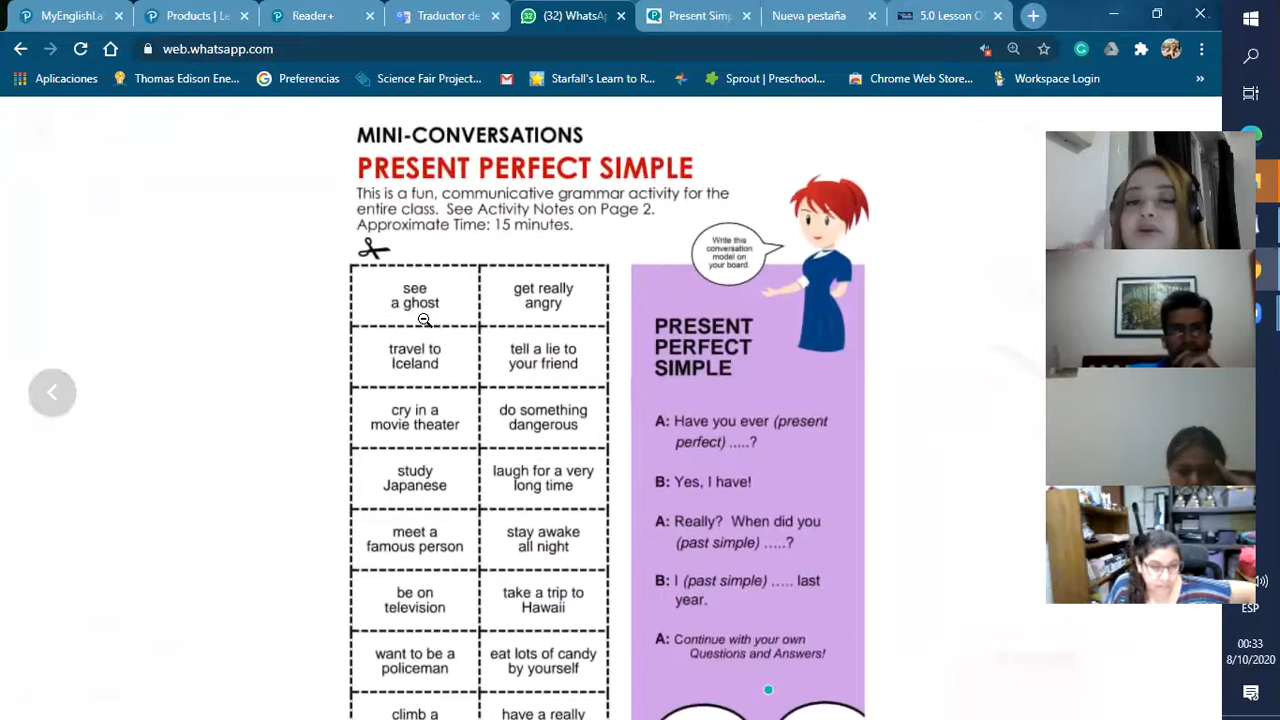 MyEnglishLa
Products | Le
Reader+
Traductor de
(32) WhatsAp
Present Simp
Nueva pestaña
5.0 Lesson O
web.whatsapp.com
Aplicaciones
Thomas Edison Ene...
Preferencias
Science Fair Project...
Starfall's Learn to R...
Sprout | Preschool...
Chrome Web Store...
Workspace Login
»
MINI-CONVERSATIONS
PRESENT PERFECT SIMPLE
This is a fun, communicative grammar activity for the
entire class. See Activity Notes on Page 2.
Approximate Time: 15 minutes.
Write this
conversation
model on
your board.
see
a ghost
get really
angry
travel to
Iceland
tell a lie to
your friend
cry in a
movie theater
do something
dangerous
study
Japanese
laugh for a very
long time
meet a
famous person
stay awake
all night
be on
television
take a trip to
Hawaii
want to be a
policeman
eat lots of candy
by yourself
climb a
have a really
PRESENT
PERFECT
SIMPLE
A: Have you ever (present
perfect) .....?
B: Yes, I have!
A: Really? When did you
(past simple) .....?
B: I (past simple) ..... last
year.
A: Continue with your own
Questions and Answers!
ESP
00:33
8/10/2020